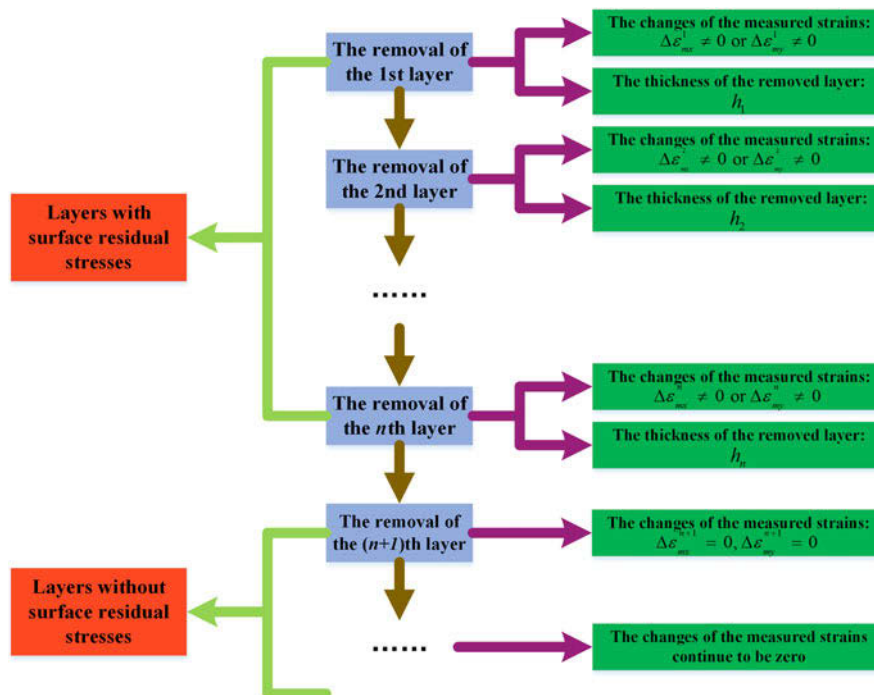 The removal of
the 1st layer
The changes of the measured strains:
Δε¹ₘₓ ≠ 0 or Δε¹ₘᵧ ≠ 0
The thickness of the removed layer:
h₁
The removal of
the 2nd layer
The changes of the measured strains:
Δε²ₘₓ ≠ 0 or Δε²ₘᵧ ≠ 0
The thickness of the removed layer:
h₂
Layers with
surface residual
stresses
......
The removal of
the nth layer
The changes of the measured strains:
Δεⁿₘₓ ≠ 0 or Δεⁿₘᵧ ≠ 0
The thickness of the removed layer:
hₙ
The removal of
the (n+1)th layer
The changes of the measured strains:
Δεⁿ⁺¹ₘₓ = 0, Δεⁿ⁺¹ₘᵧ = 0
Layers without
surface residual
stresses
......
The changes of the measured strains
continue to be zero